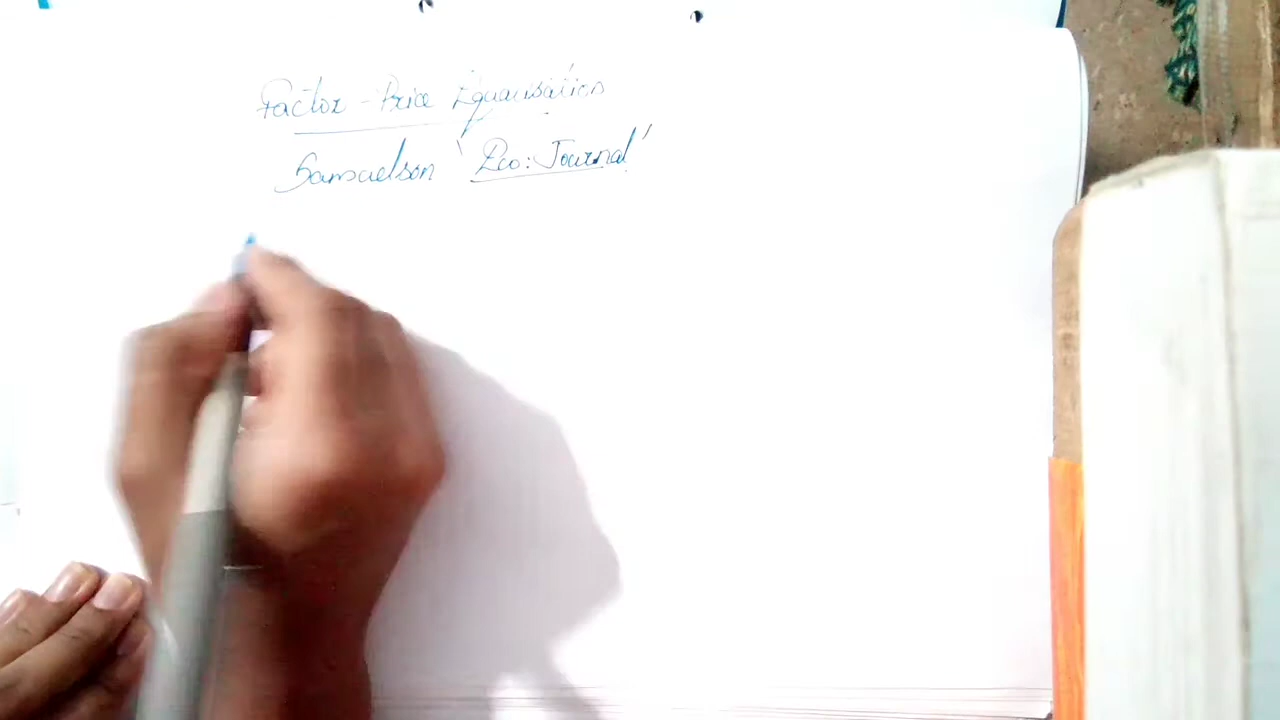 Factor - Price Equalisation
Samuelson ' Eco: Journal '